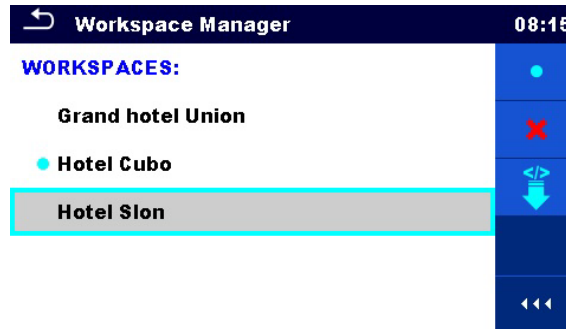 Workspace Manager 08:15
WORKSPACES:
Grand hotel Union
Hotel Cubo
Hotel Slon